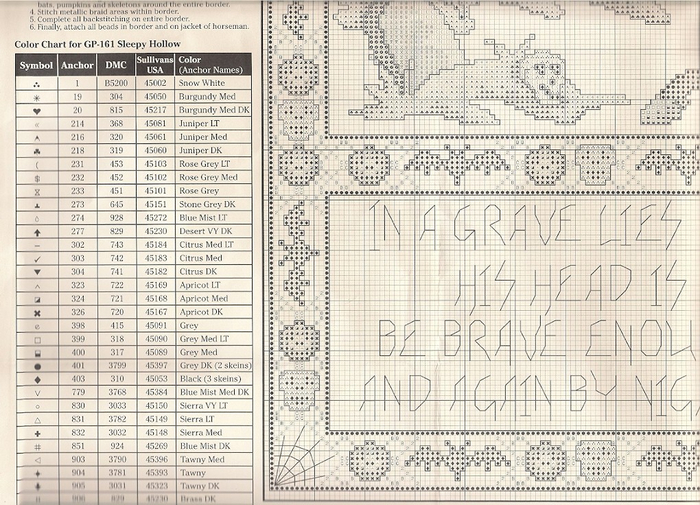 bats, pumpkins and skeletons around the entire border.
4. Stitch metallic braid areas within border.
5. Complete all backstitching on entire border.
6. Finally, attach all beads in border and on jacket of horseman.
Color Chart for GP-161 Sleepy Hollow
Symbol Anchor DMC Sullivans USA Color (Anchor Names)
1 B5200 45002 Snow White
19 304 45050 Burgundy Med
20 815 45217 Burgundy Med DK
214 368 45081 Juniper LT
216 320 45061 Juniper Med
218 319 45060 Juniper DK
231 453 45103 Rose Grey LT
$ 232 452 45102 Rose Grey Med
233 451 45101 Rose Grey
273 645 45151 Stone Grey DK
274 928 45272 Blue Mist LT
277 829 45230 Desert VY DK
302 743 45184 Citrus Med LT
303 742 45183 Citrus Med
304 741 45182 Citrus DK
323 722 45169 Apricot LT
324 721 45168 Apricot Med
326 720 45167 Apricot DK
398 415 45091 Grey
399 318 45090 Grey Med LT
400 317 45089 Grey Med
401 3799 45397 Grey DK (2 skeins)
403 310 45053 Black (3 skeins)
779 3768 45384 Blue Mist Med DK
830 3033 45150 Sierra VY LT
831 3782 45149 Sierra LT
832 3032 45148 Sierra Med
# 851 924 45269 Blue Mist DK
903 3790 45396 Tawny Med
904 3781 45393 Tawny
905 3031 45323 Tawny DK
906 829 45230 Brass DK
IN A GRAVE LIES
HIS HEAD IS
BE BRAVE ENOU
AND AGAIN BY NIG